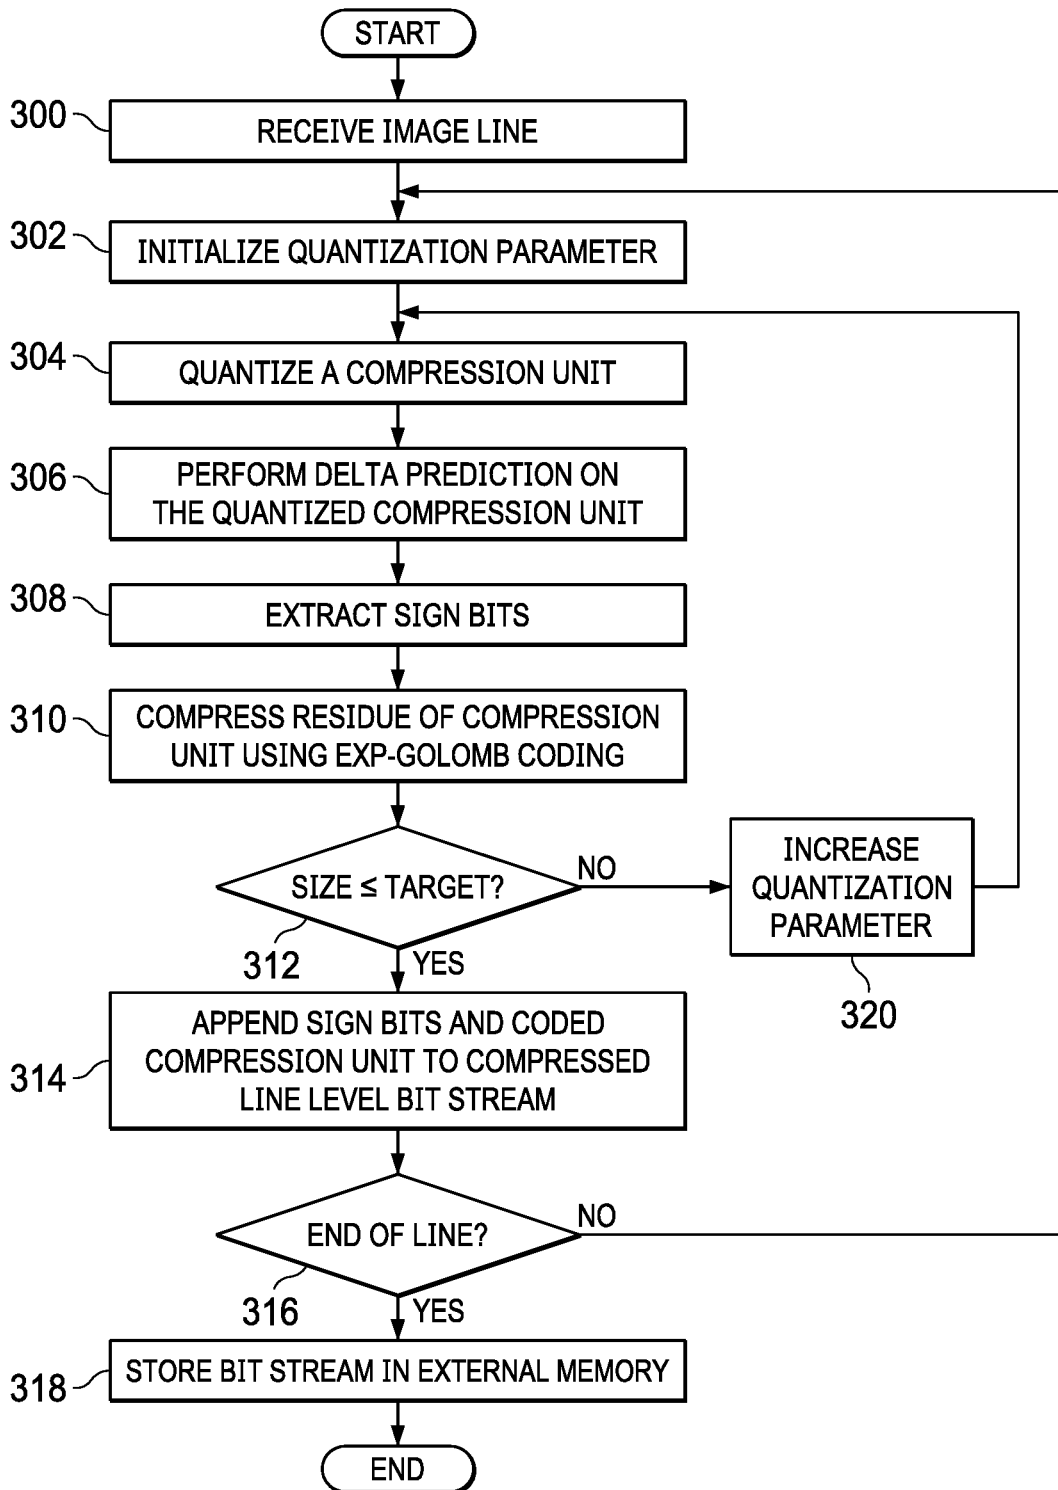 START
300
RECEIVE IMAGE LINE
302
INITIALIZE QUANTIZATION PARAMETER
304
QUANTIZE A COMPRESSION UNIT
306
PERFORM DELTA PREDICTION ON
THE QUANTIZED COMPRESSION UNIT
308
EXTRACT SIGN BITS
310
COMPRESS RESIDUE OF COMPRESSION
UNIT USING EXP-GOLOMB CODING
SIZE ≤ TARGET?
NO
312
YES
INCREASE
QUANTIZATION
PARAMETER
320
314
APPEND SIGN BITS AND CODED
COMPRESSION UNIT TO COMPRESSED
LINE LEVEL BIT STREAM
END OF LINE?
NO
316
YES
318
STORE BIT STREAM IN EXTERNAL MEMORY
END